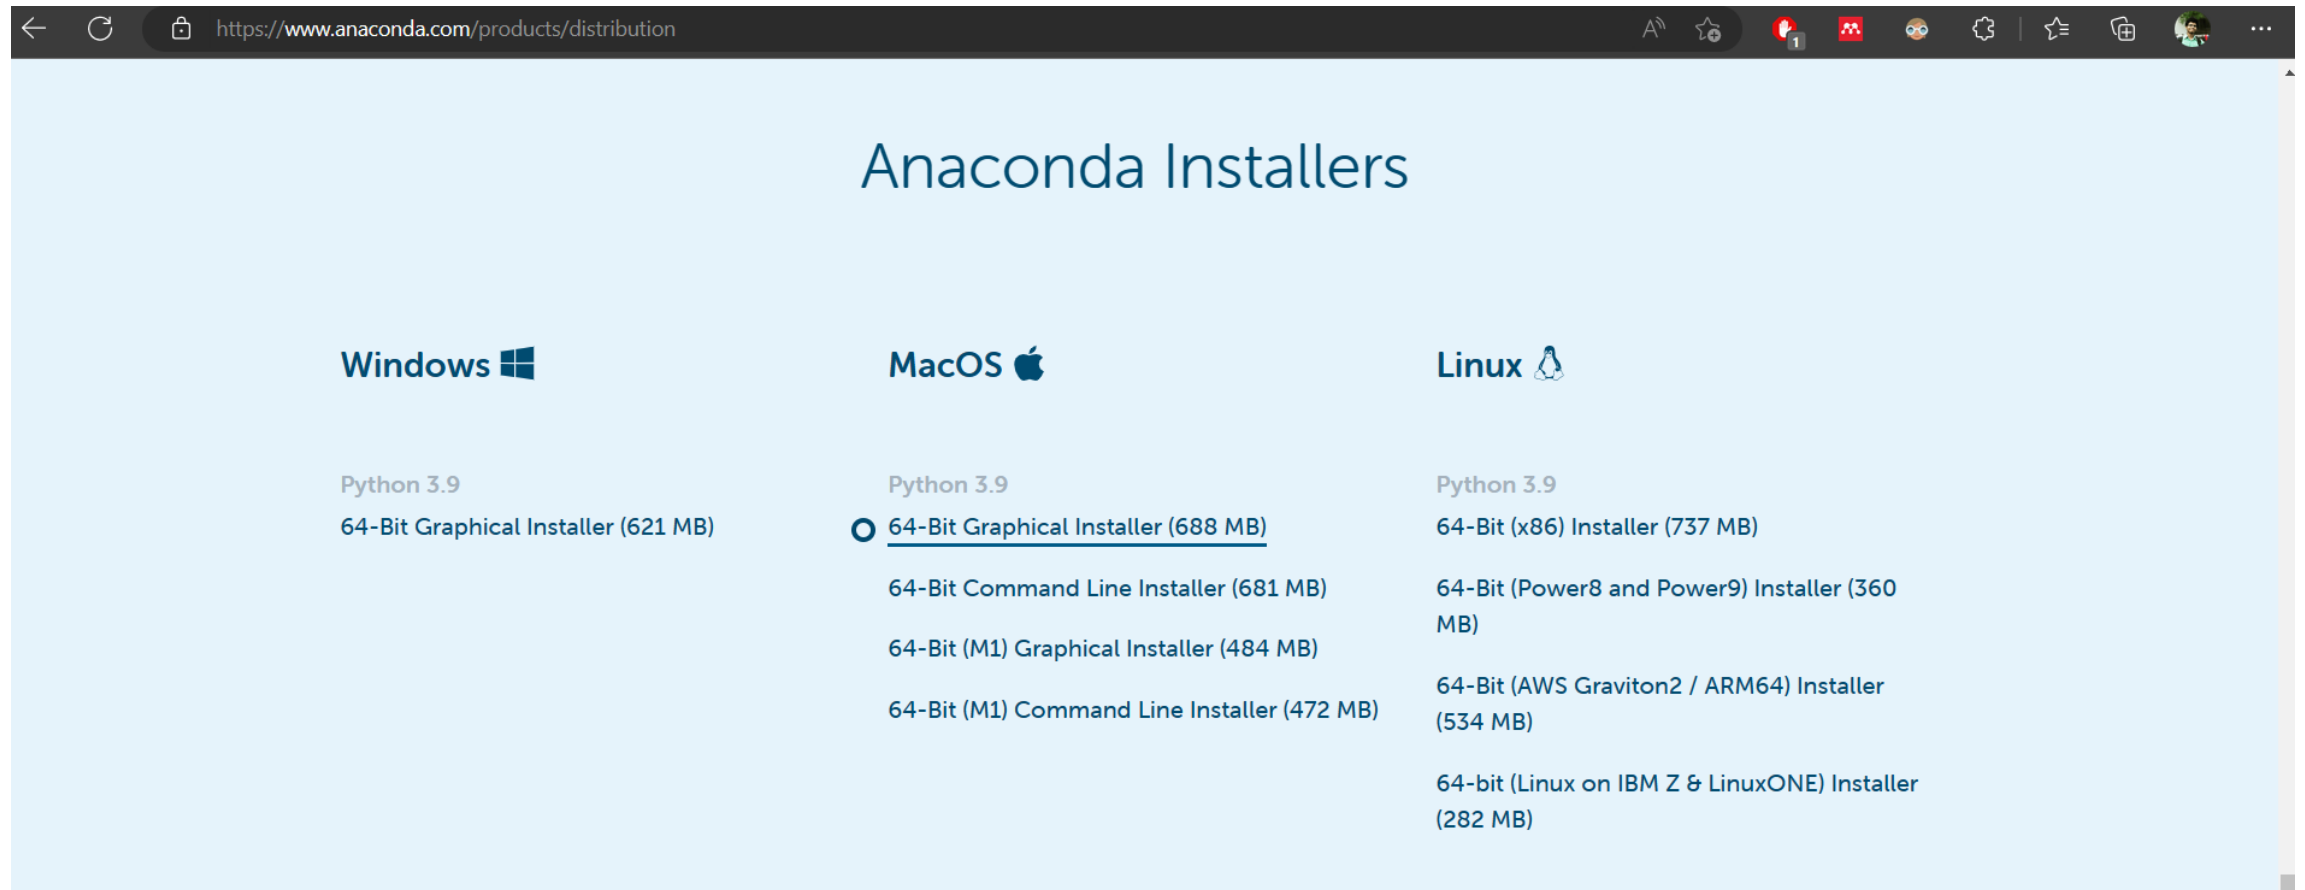 https://www.anaconda.com/products/distribution
1
Anaconda Installers
Windows
Python 3.9
64-Bit Graphical Installer (621 MB)
MacOS
Python 3.9
64-Bit Graphical Installer (688 MB)
64-Bit Command Line Installer (681 MB)
64-Bit (M1) Graphical Installer (484 MB)
64-Bit (M1) Command Line Installer (472 MB)
Linux
Python 3.9
64-Bit (x86) Installer (737 MB)
64-Bit (Power8 and Power9) Installer (360
MB)
64-Bit (AWS Graviton2 / ARM64) Installer
(534 MB)
64-bit (Linux on IBM Z & LinuxONE) Installer
(282 MB)